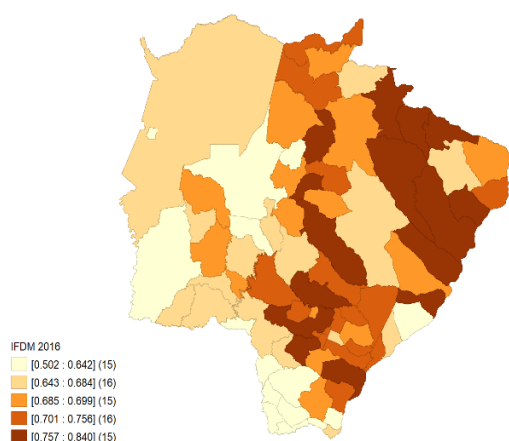 IFDM 2016
[0.502 : 0.642] (15)
[0.643 : 0.684] (16)
[0.685 : 0.699] (15)
[0.701 : 0.756] (16)
[0.757 : 0.840] (15)